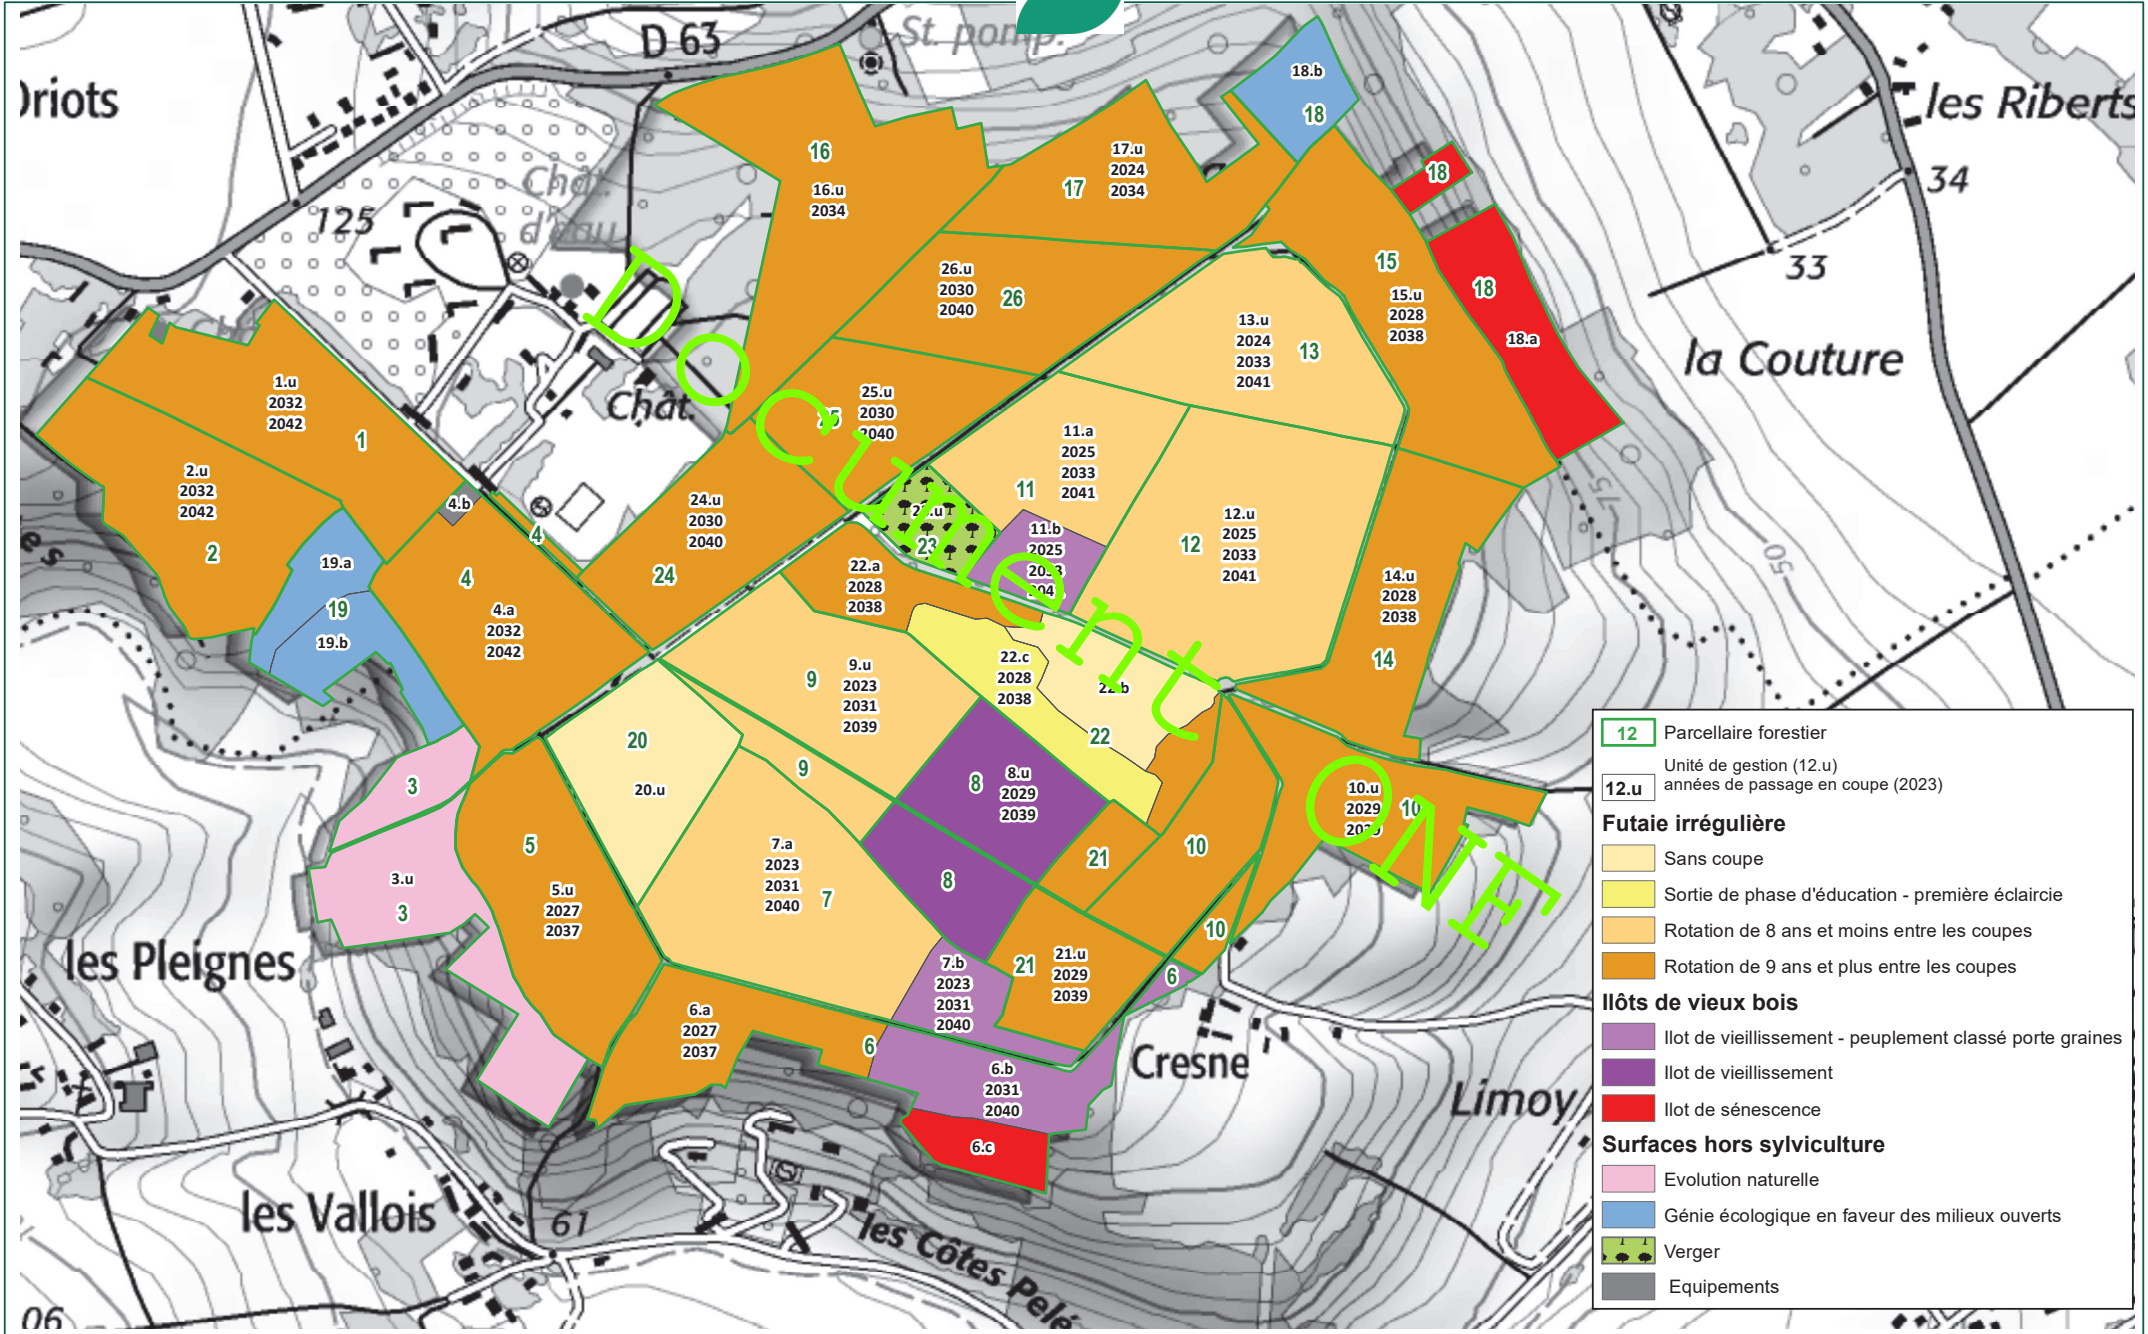 D 63
St. pomp.
Oriots
les Riberts
34
33
la Couture
125
Chât.
d'eau
Chât.
18.b
18
18
18
18.a
16
16.u
2034
17.u
2024
2034
17
26.u
2030
2040
26
15
15.u
2028
2038
13.u
2024
2033
2041
13
1.u
2032
2042
1
2.u
2032
2042
2
25.u
2030
2040
25
11.a
2025
2033
2041
11
11.b
2025
12.u
2025
2033
2041
12
24.u
2030
2040
24
23
4.b
4
4
4.a
2032
2042
19.a
19
19.b
22.a
2028
2038
22.c
2028
2038
22.b
22
14.u
2028
2038
14
75
50
9.u
2023
2031
2039
9
9
20
20.u
8.u
2029
2039
8
8
7.a
2023
2031
2040
7
7.b
2023
2031
2040
10.u
2029
2039
10
10
10
21
21
21.u
2029
2039
3
3.u
3
5
5.u
2027
2037
6.a
2027
2037
6
6
6.b
2031
2040
6.c
les Pleignes
les Vallois
61
les Côtes Pelé
Cresne
Limoy
06
Document
ONF
12 Parcellaire forestier
12.u Unité de gestion (12.u)
années de passage en coupe (2023)
Futaie irrégulière
Sans coupe
Sortie de phase d'éducation - première éclaircie
Rotation de 8 ans et moins entre les coupes
Rotation de 9 ans et plus entre les coupes
Ilôts de vieux bois
Ilot de vieillissement - peuplement classé porte graines
Ilot de vieillissement
Ilot de sénescence
Surfaces hors sylviculture
Evolution naturelle
Génie écologique en faveur des milieux ouverts
Verger
Equipements